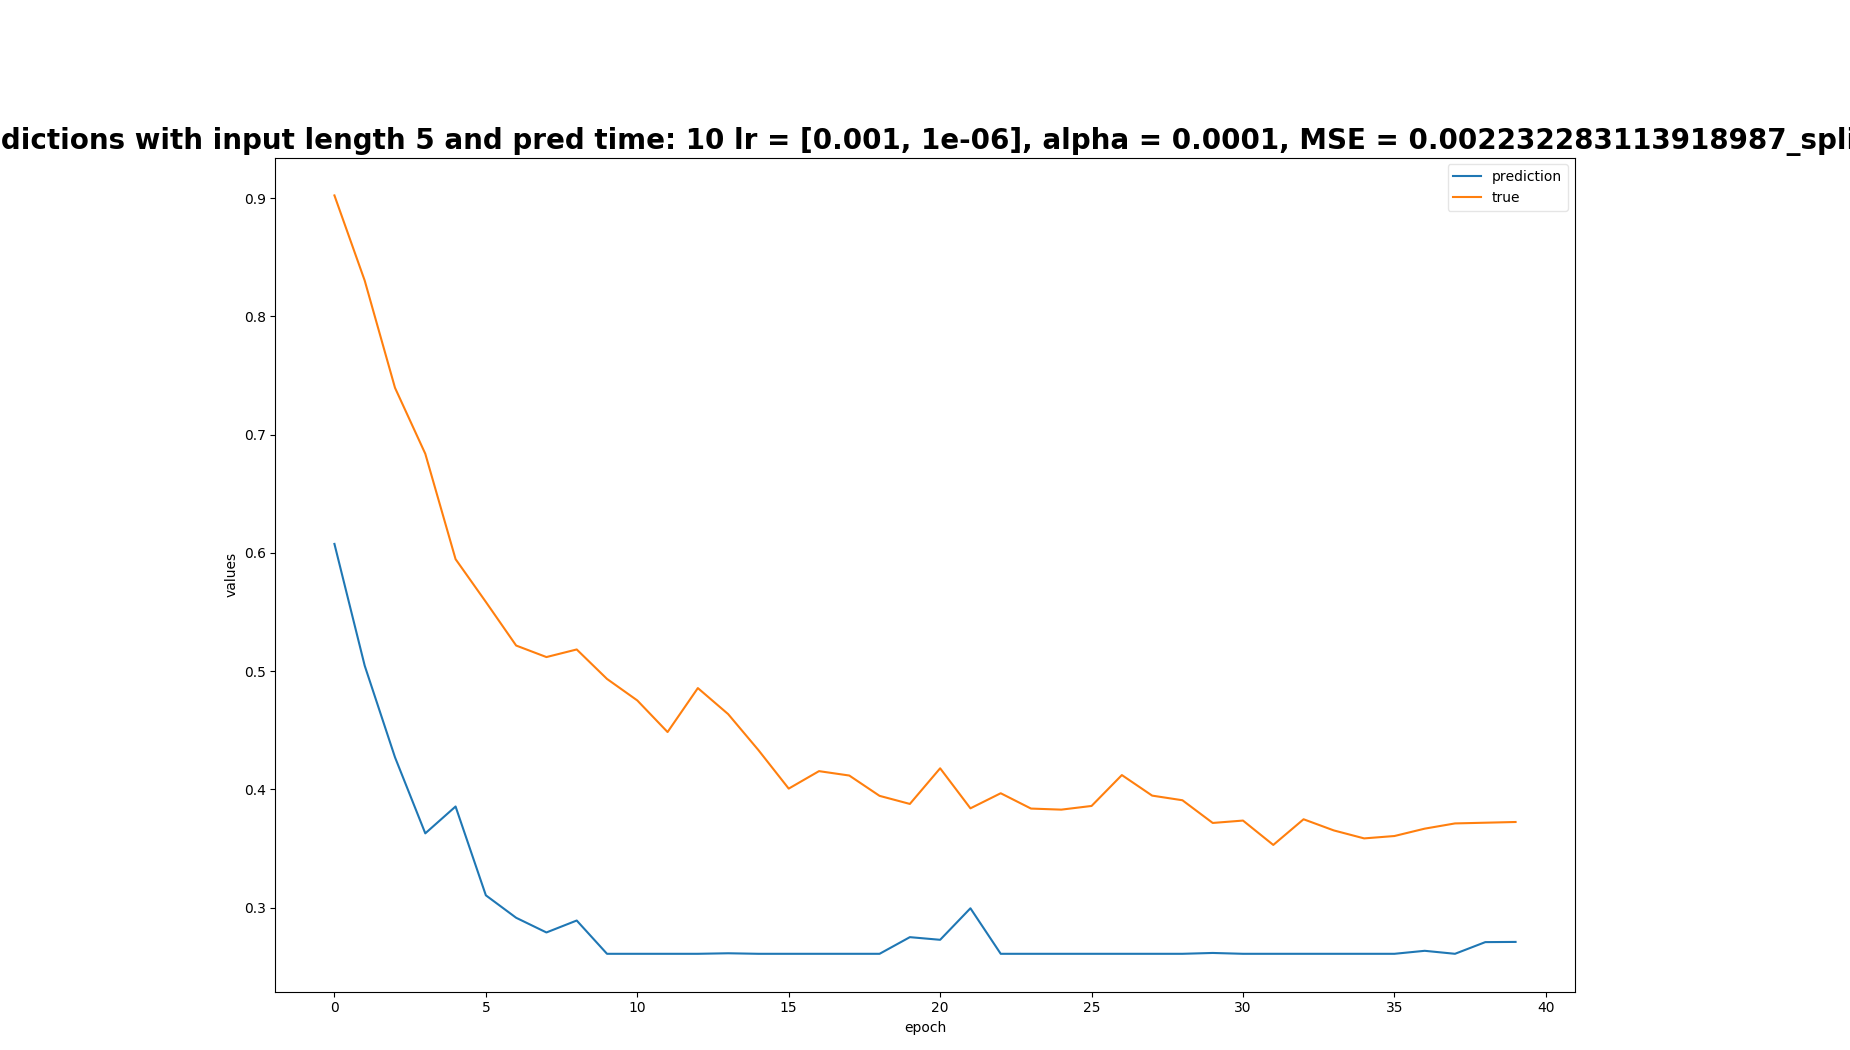 dictions with input length 5 and pred time: 10 lr = [0.001, 1e-06], alpha = 0.0001, MSE = 0.002232283113918987_spli
prediction
true
0.9
0.8
0.7
0.6
0.5
0.4
0.3
values
0 5 10 15 20 25 30 35 40
epoch